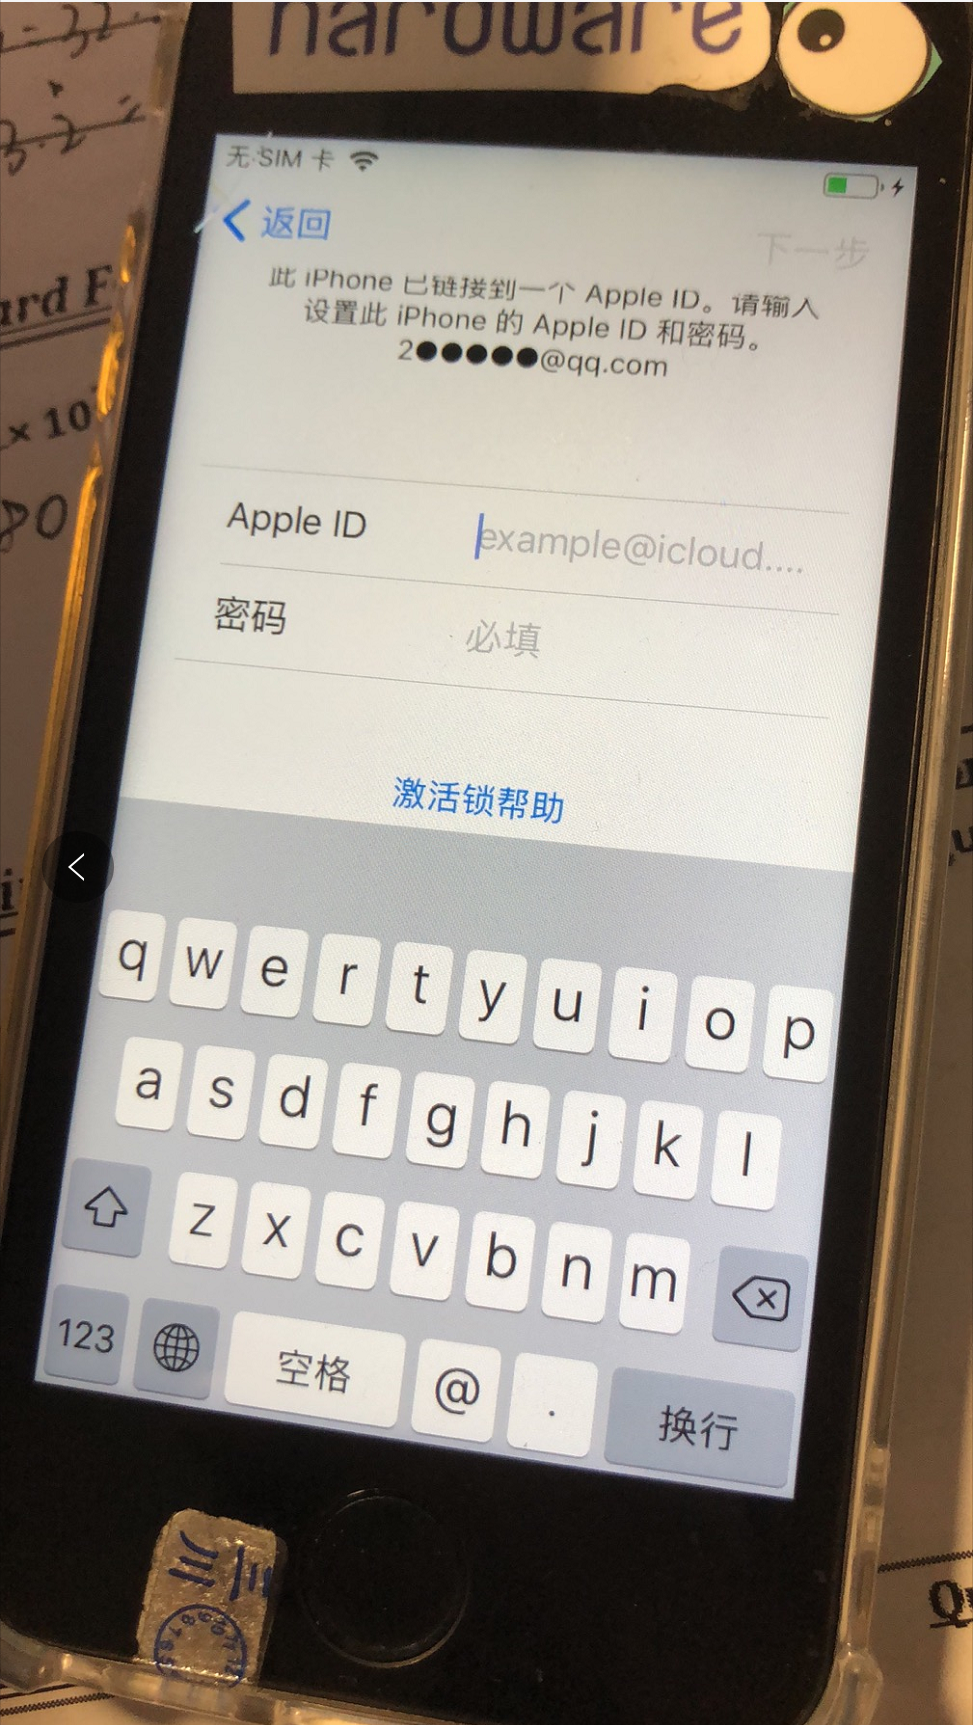 hardware
无 SIM 卡
返回
下一步
此 iPhone 已链接到一个 Apple ID。请输入
设置此 iPhone 的 Apple ID 和密码。
2●●●●●@qq.com
Apple ID
example@icloud....
密码
必填
激活锁帮助
q w e r t y u i o p
a s d f g h j k l
z x c v b n m
123
空格
@
.
换行
ard F
× 10
80
3.2